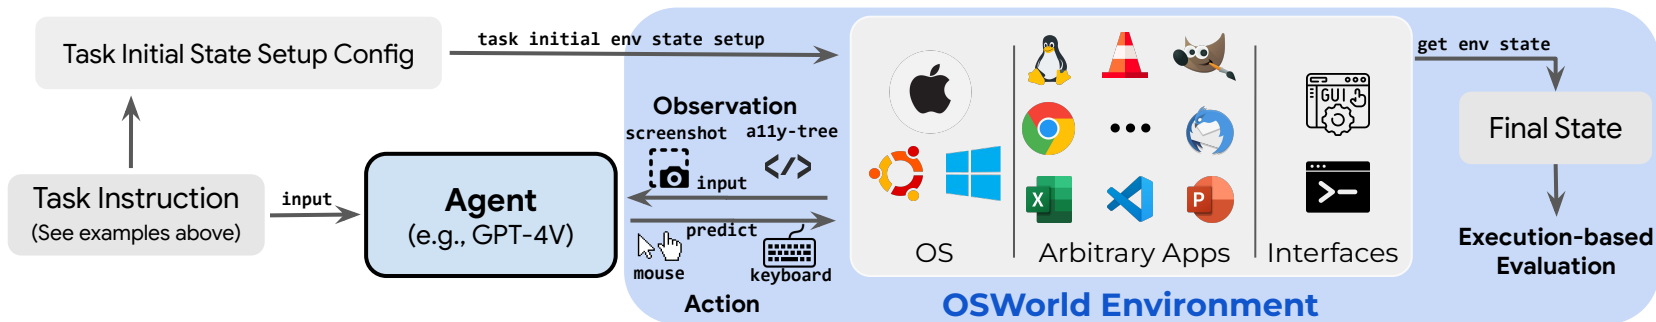 Task Initial State Setup Config
task initial env state setup
get env state
GUI
Observation
screenshot
a11y-tree
</>
Final State
Task Instruction
(See examples above)
input
Agent
(e.g., GPT-4V)
input
predict
mouse
keyboard
Action
X
P
>-
OS
Arbitrary Apps
Interfaces
Execution-based
Evaluation
OSWorld Environment